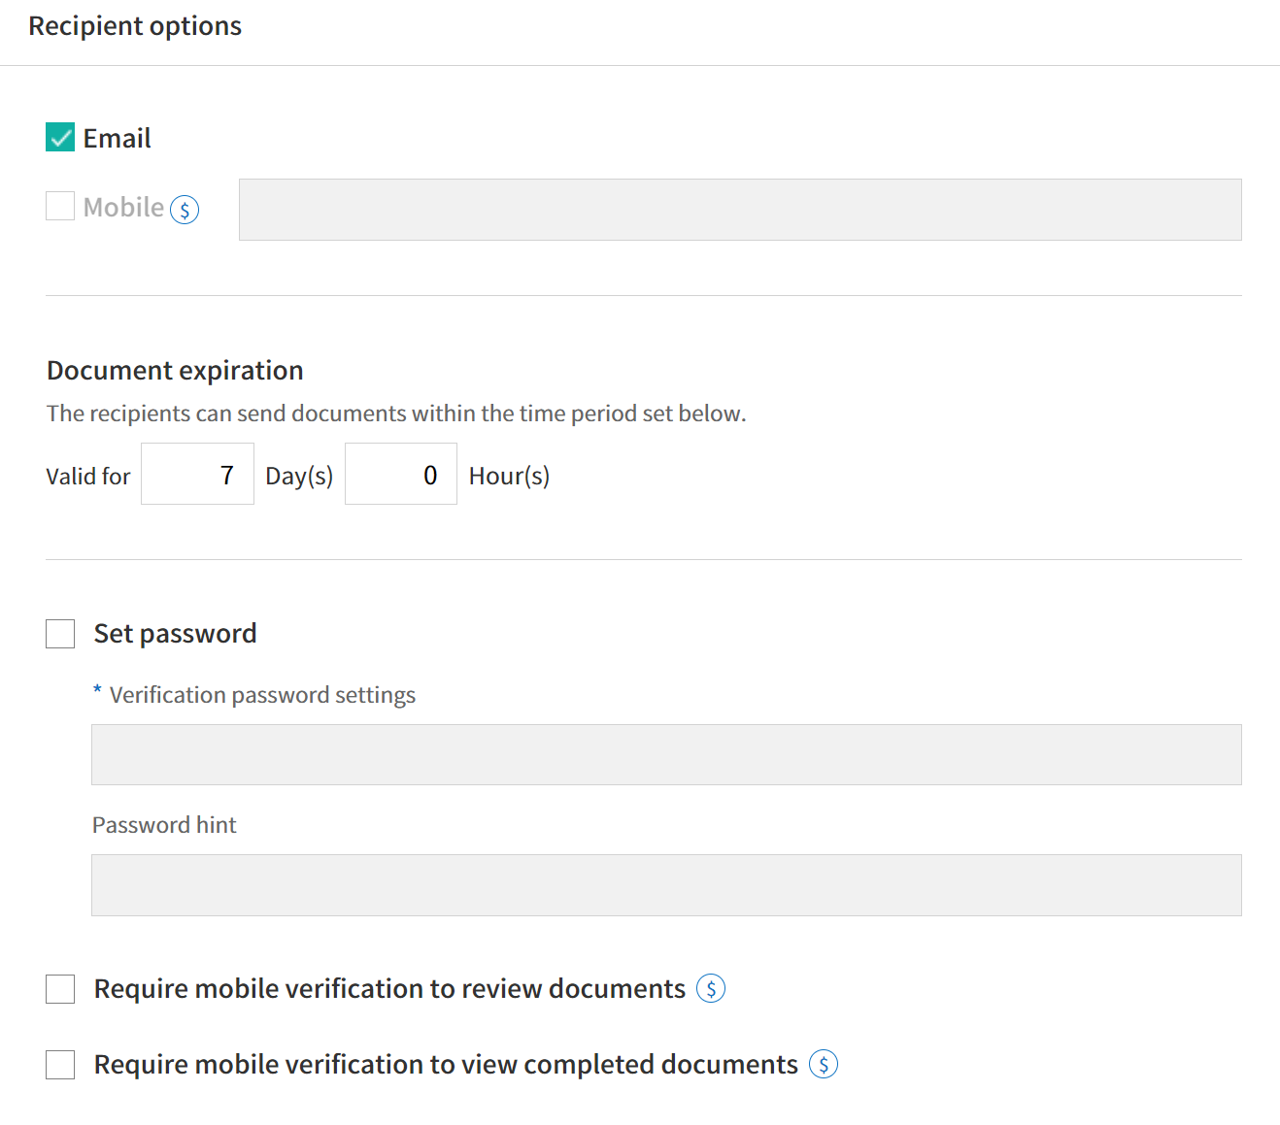 Recipient options
Email
Mobile $
Document expiration
The recipients can send documents within the time period set below.
Valid for 7 Day(s) 0 Hour(s)
Set password
* Verification password settings
Password hint
Require mobile verification to review documents $
Require mobile verification to view completed documents $